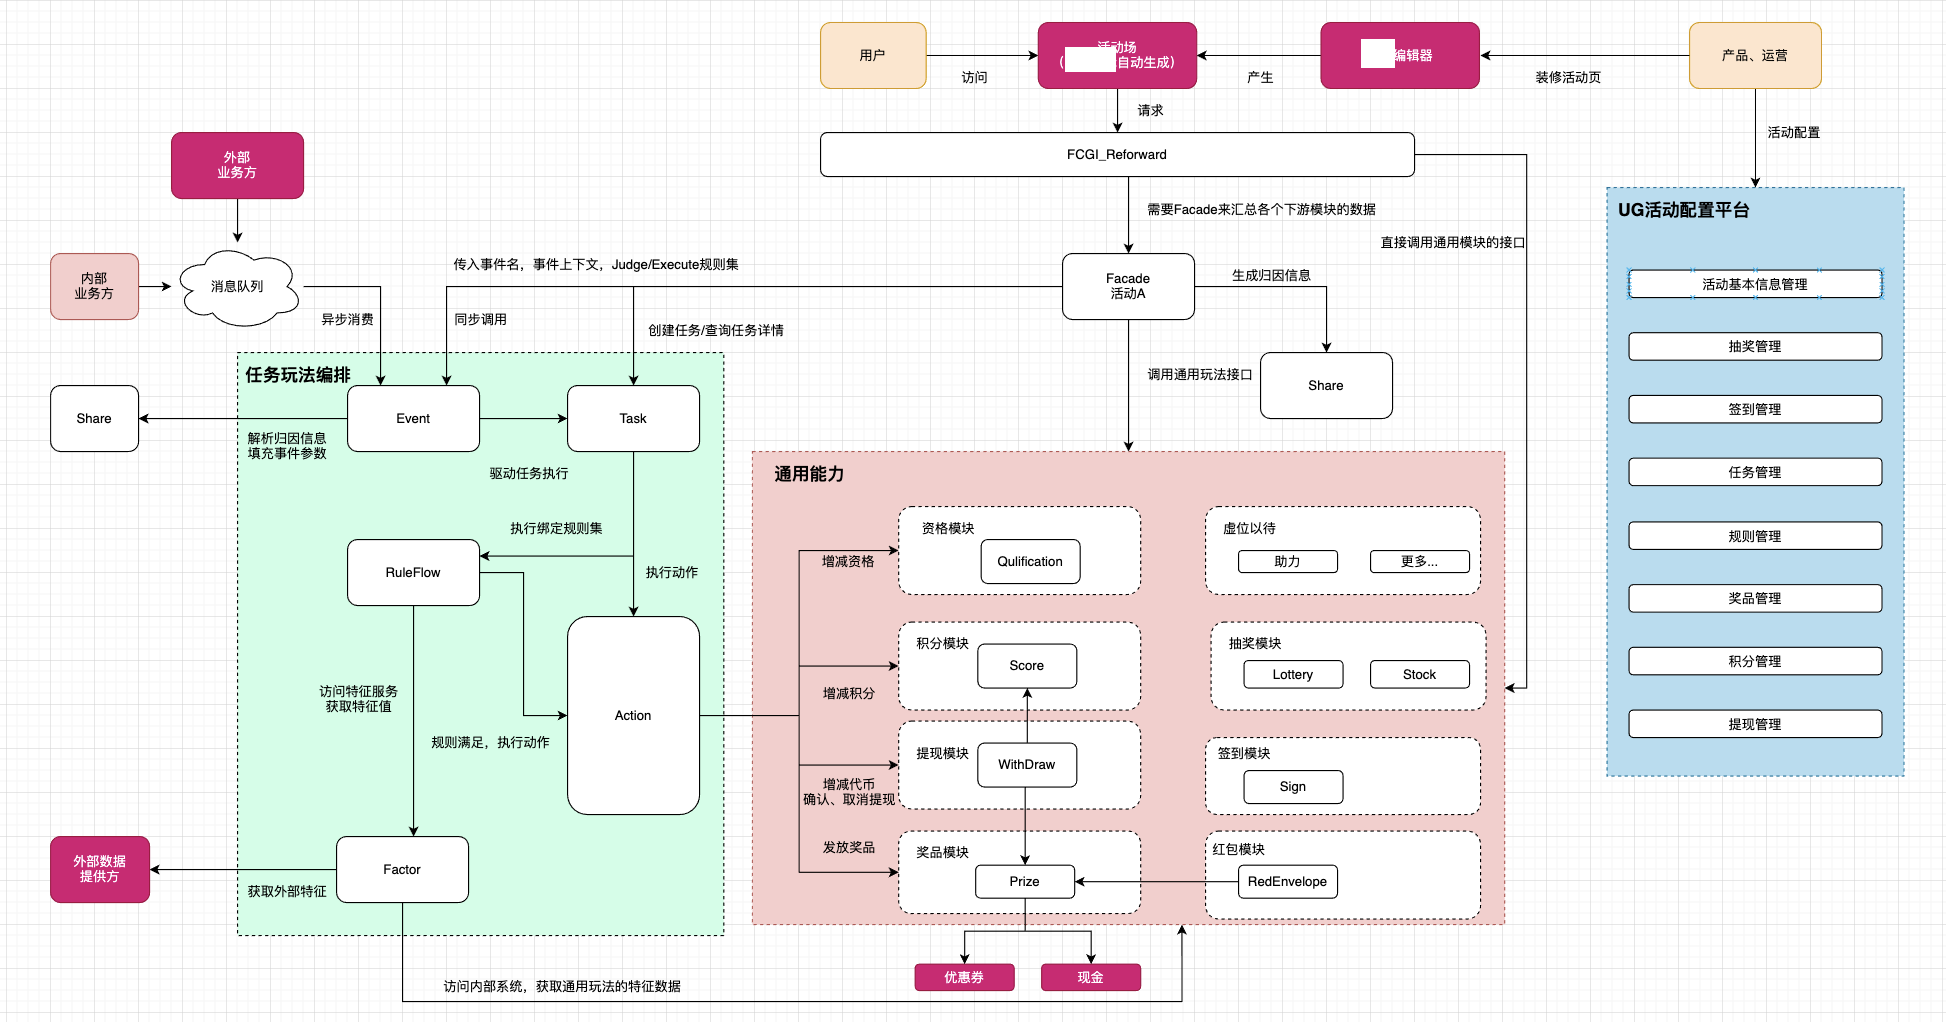 用户
访问
活动场
(
自动生成)
产生
编辑器
装修活动页
产品、运营
请求
活动配置
FCGI_Reforward
外部
业务方
需要Facade来汇总各个下游模块的数据
直接调用通用模块的接口
UG活动配置平台
内部
业务方
消息队列
传入事件名，事件上下文，Judge/Execute规则集
Facade
活动A
生成归因信息
活动基本信息管理
异步消费
同步调用
创建任务/查询任务详情
抽奖管理
任务玩法编排
调用通用玩法接口
Share
Share
Event
Task
签到管理
解析归因信息
填充事件参数
驱动任务执行
通用能力
任务管理
执行绑定规则集
资格模块
Qulification
虚位以待
助力
更多...
规则管理
RuleFlow
执行动作
增减资格
奖品管理
积分模块
Score
抽奖模块
Lottery
Stock
积分管理
访问特征服务
获取特征值
增减积分
Action
规则满足，执行动作
提现管理
提现模块
WithDraw
签到模块
Sign
增减代币
确认、取消提现
发放奖品
奖品模块
Prize
红包模块
RedEnvelope
外部数据
提供方
获取外部特征
Factor
优惠券
现金
访问内部系统，获取通用玩法的特征数据